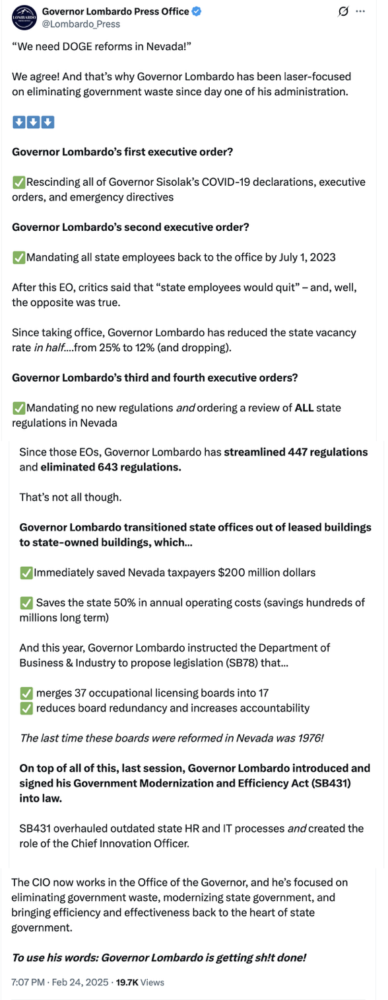 LOMBARDO
Governor Lombardo Press Office
@Lombardo_Press
“We need DOGE reforms in Nevada!”
We agree! And that’s why Governor Lombardo has been laser-focused
on eliminating government waste since day one of his administration.
⬇️⬇️⬇️
Governor Lombardo’s first executive order?
✅Rescinding all of Governor Sisolak’s COVID-19 declarations, executive
orders, and emergency directives
Governor Lombardo’s second executive order?
✅Mandating all state employees back to the office by July 1, 2023
After this EO, critics said that “state employees would quit” – and, well,
the opposite was true.
Since taking office, Governor Lombardo has reduced the state vacancy
rate in half....from 25% to 12% (and dropping).
Governor Lombardo’s third and fourth executive orders?
✅Mandating no new regulations and ordering a review of ALL state
regulations in Nevada
Since those EOs, Governor Lombardo has streamlined 447 regulations
and eliminated 643 regulations.
That’s not all though.
Governor Lombardo transitioned state offices out of leased buildings
to state-owned buildings, which...
✅Immediately saved Nevada taxpayers $200 million dollars
✅ Saves the state 50% in annual operating costs (savings hundreds of
millions long term)
And this year, Governor Lombardo instructed the Department of
Business & Industry to propose legislation (SB78) that...
✅ merges 37 occupational licensing boards into 17
✅ reduces board redundancy and increases accountability
The last time these boards were reformed in Nevada was 1976!
On top of all of this, last session, Governor Lombardo introduced and
signed his Government Modernization and Efficiency Act (SB431)
into law.
SB431 overhauled outdated state HR and IT processes and created the
role of the Chief Innovation Officer.
The CIO now works in the Office of the Governor, and he’s focused on
eliminating government waste, modernizing state government, and
bringing efficiency and effectiveness back to the heart of state
government.
To use his words: Governor Lombardo is getting sh!t done!
7:07 PM · Feb 24, 2025 · 19.7K Views